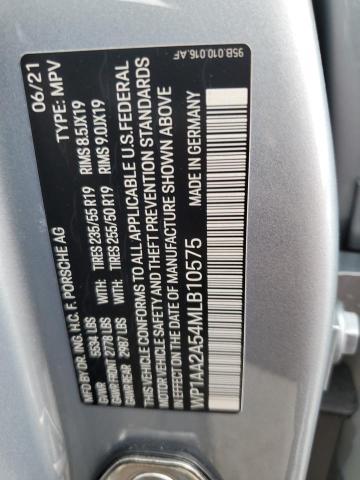 95B.010.016.AF
MFD BY DR. ING. H.C. F. PORSCHE AG 06/21
GVWR 5534 LBS TYPE: MPV
GAWR FRONT 2778 LBS WITH: TIRES 235/55 R19 RIMS 8.5JX19
GAWR REAR 2987 LBS WITH: TIRES 255/50 R19 RIMS 9.0JX19
THIS VEHICLE CONFORMS TO ALL APPLICABLE U.S.FEDERAL
MOTOR VEHICLE SAFETY AND THEFT PREVENTION STANDARDS
IN EFFECT ON THE DATE OF MANUFACTURE SHOWN ABOVE
WP1AA2A54MLB10575 MADE IN GERMANY